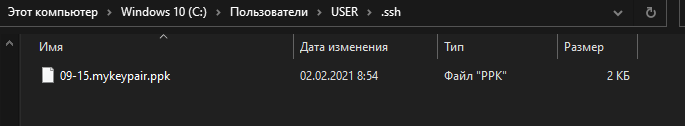 Этот компьютер > Windows 10 (C:) > Пользователи > USER > .ssh
Имя Дата изменения Тип Размер
09-15.mykeypair.ppk 02.02.2021 8:54 Файл "PPK" 2 КБ